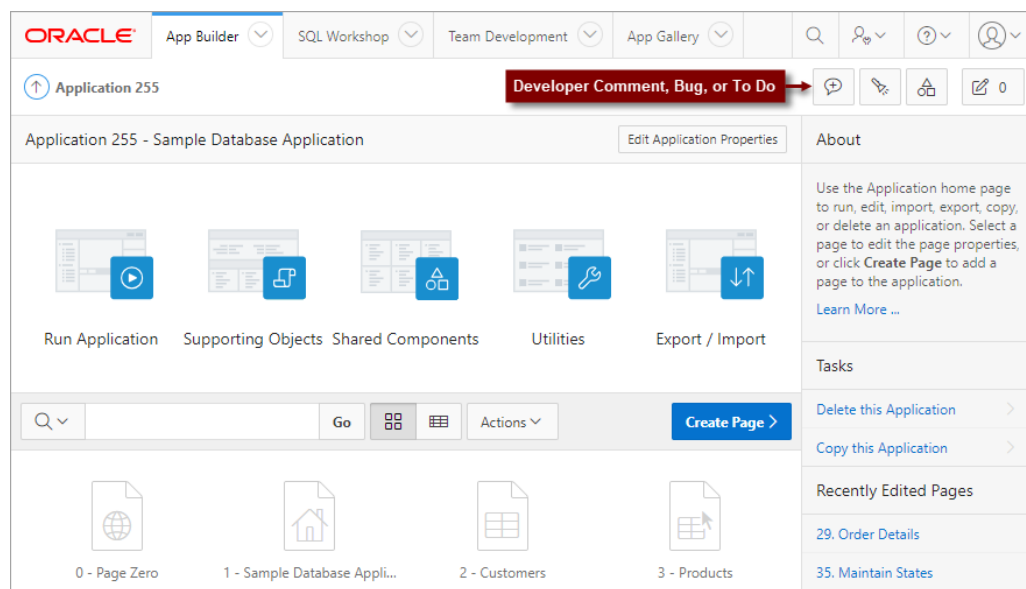 ORACLE
App Builder
SQL Workshop
Team Development
App Gallery
Application 255
Developer Comment, Bug, or To Do
0
Application 255 - Sample Database Application
Edit Application Properties
Run Application
Supporting Objects
Shared Components
Utilities
Export / Import
Go
Actions
Create Page
0 - Page Zero
1 - Sample Database Appli...
2 - Customers
3 - Products
About
Use the Application home page
to run, edit, import, export, copy,
or delete an application. Select a
page to edit the page properties,
or click Create Page to add a
page to the application.
Learn More ...
Tasks
Delete this Application
Copy this Application
Recently Edited Pages
29. Order Details
35. Maintain States